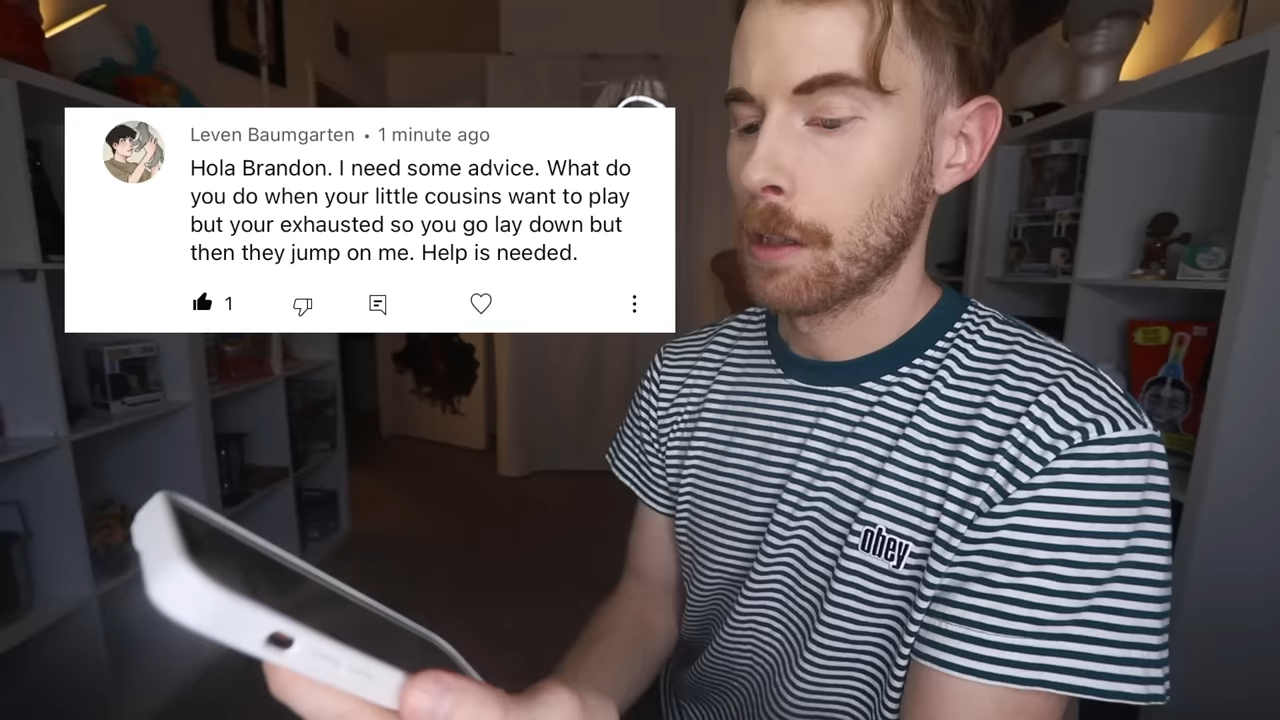 Leven Baumgarten • 1 minute ago
Hola Brandon. I need some advice. What do
you do when your little cousins want to play
but your exhausted so you go lay down but
then they jump on me. Help is needed.
1
obey